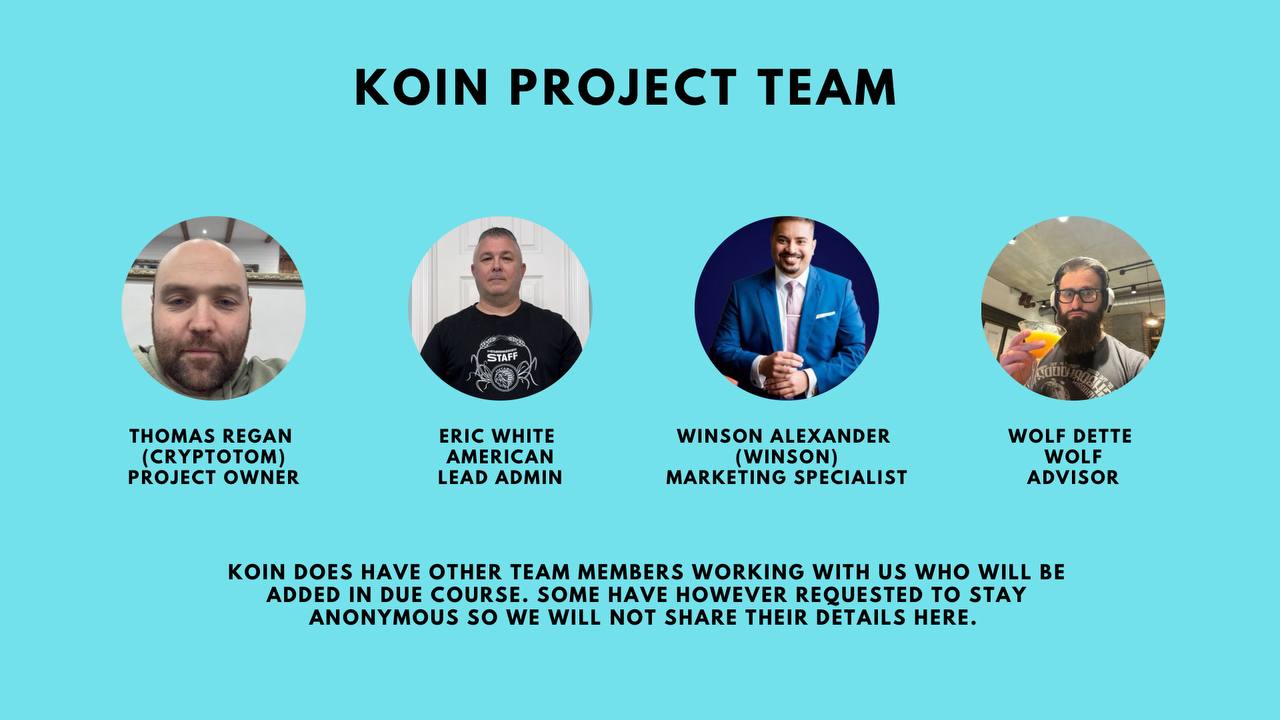 KOIN PROJECT TEAM
STAFF
THOMAS REGAN
(CRYPTOTOM)
PROJECT OWNER
ERIC WHITE
AMERICAN
LEAD ADMIN
WINSON ALEXANDER
(WINSON)
MARKETING SPECIALIST
WOLF DETTE
WOLF
ADVISOR
KOIN DOES HAVE OTHER TEAM MEMBERS WORKING WITH US WHO WILL BE
ADDED IN DUE COURSE. SOME HAVE HOWEVER REQUESTED TO STAY
ANONYMOUS SO WE WILL NOT SHARE THEIR DETAILS HERE.